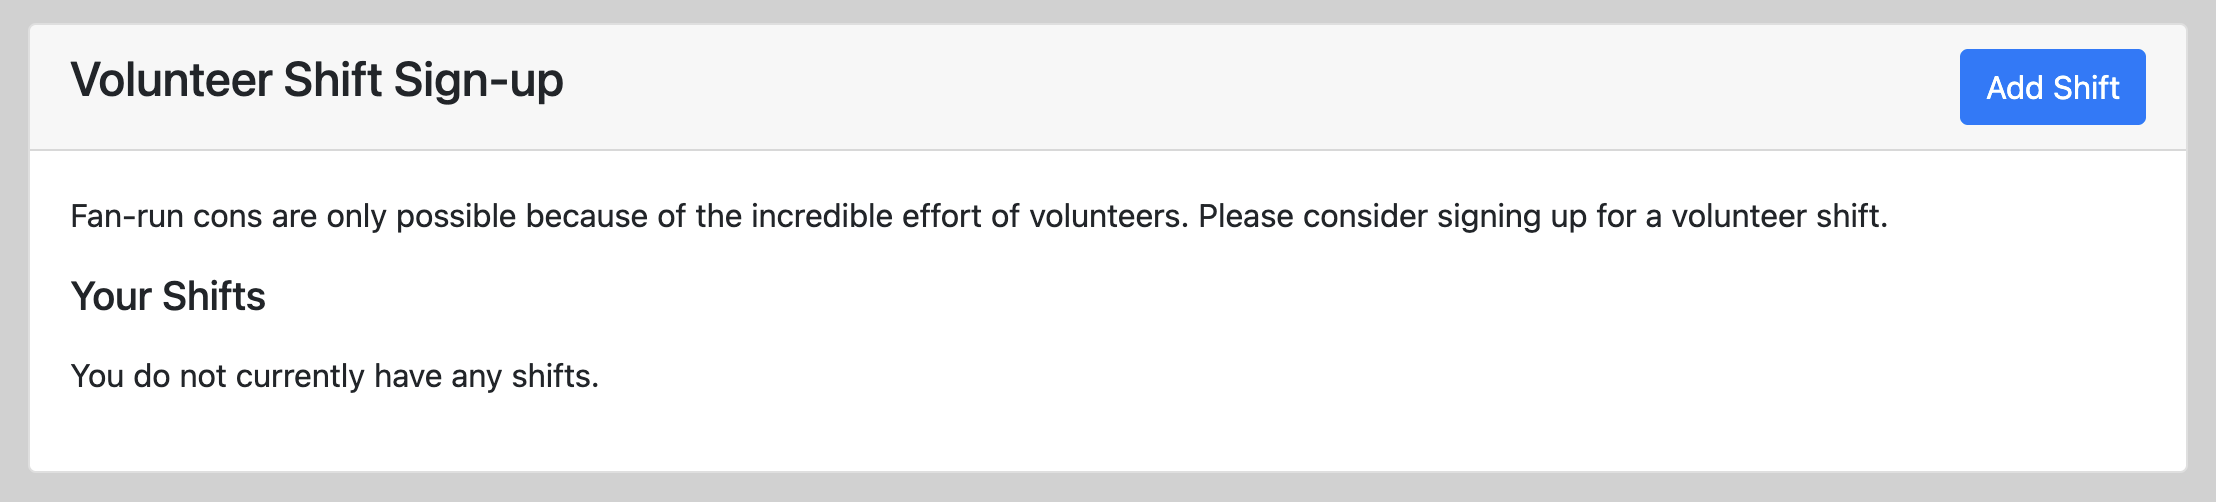 Volunteer Shift Sign-up
Add Shift
Fan-run cons are only possible because of the incredible effort of volunteers. Please consider signing up for a volunteer shift.
Your Shifts
You do not currently have any shifts.